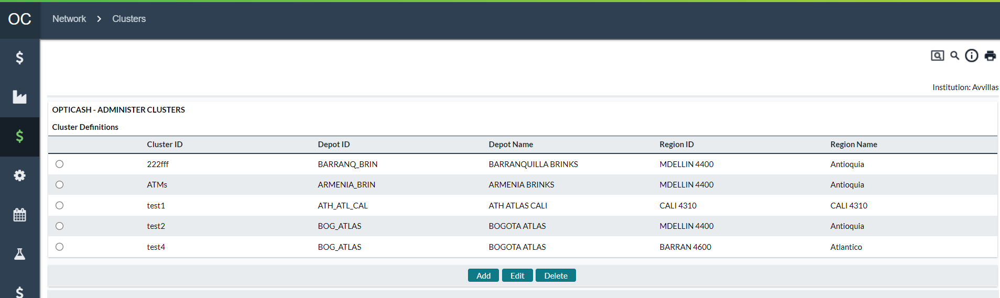 OC Network Clusters
Institution: Avvillas
OPTICASH - ADMINISTER CLUSTERS
Cluster Definitions
Cluster ID Depot ID Depot Name Region ID Region Name
222fff BARRANQ_BRIN BARRANQUILLA BRINKS MDELLIN 4400 Antioquia
ATMs ARMENIA_BRIN ARMENIA BRINKS MDELLIN 4400 Antioquia
test1 ATH_ATL_CAL ATH ATLAS CALI CALI 4310 CALI 4310
test2 BOG_ATLAS BOGOTA ATLAS MDELLIN 4400 Antioquia
test4 BOG_ATLAS BOGOTA ATLAS BARRAN 4600 Atlantico
Add Edit Delete